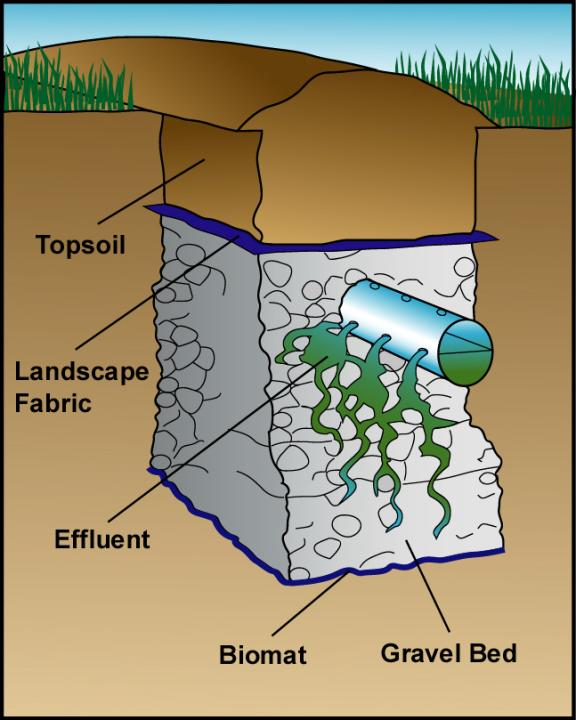 Topsoil
Landscape
Fabric
Effluent
Biomat
Gravel Bed